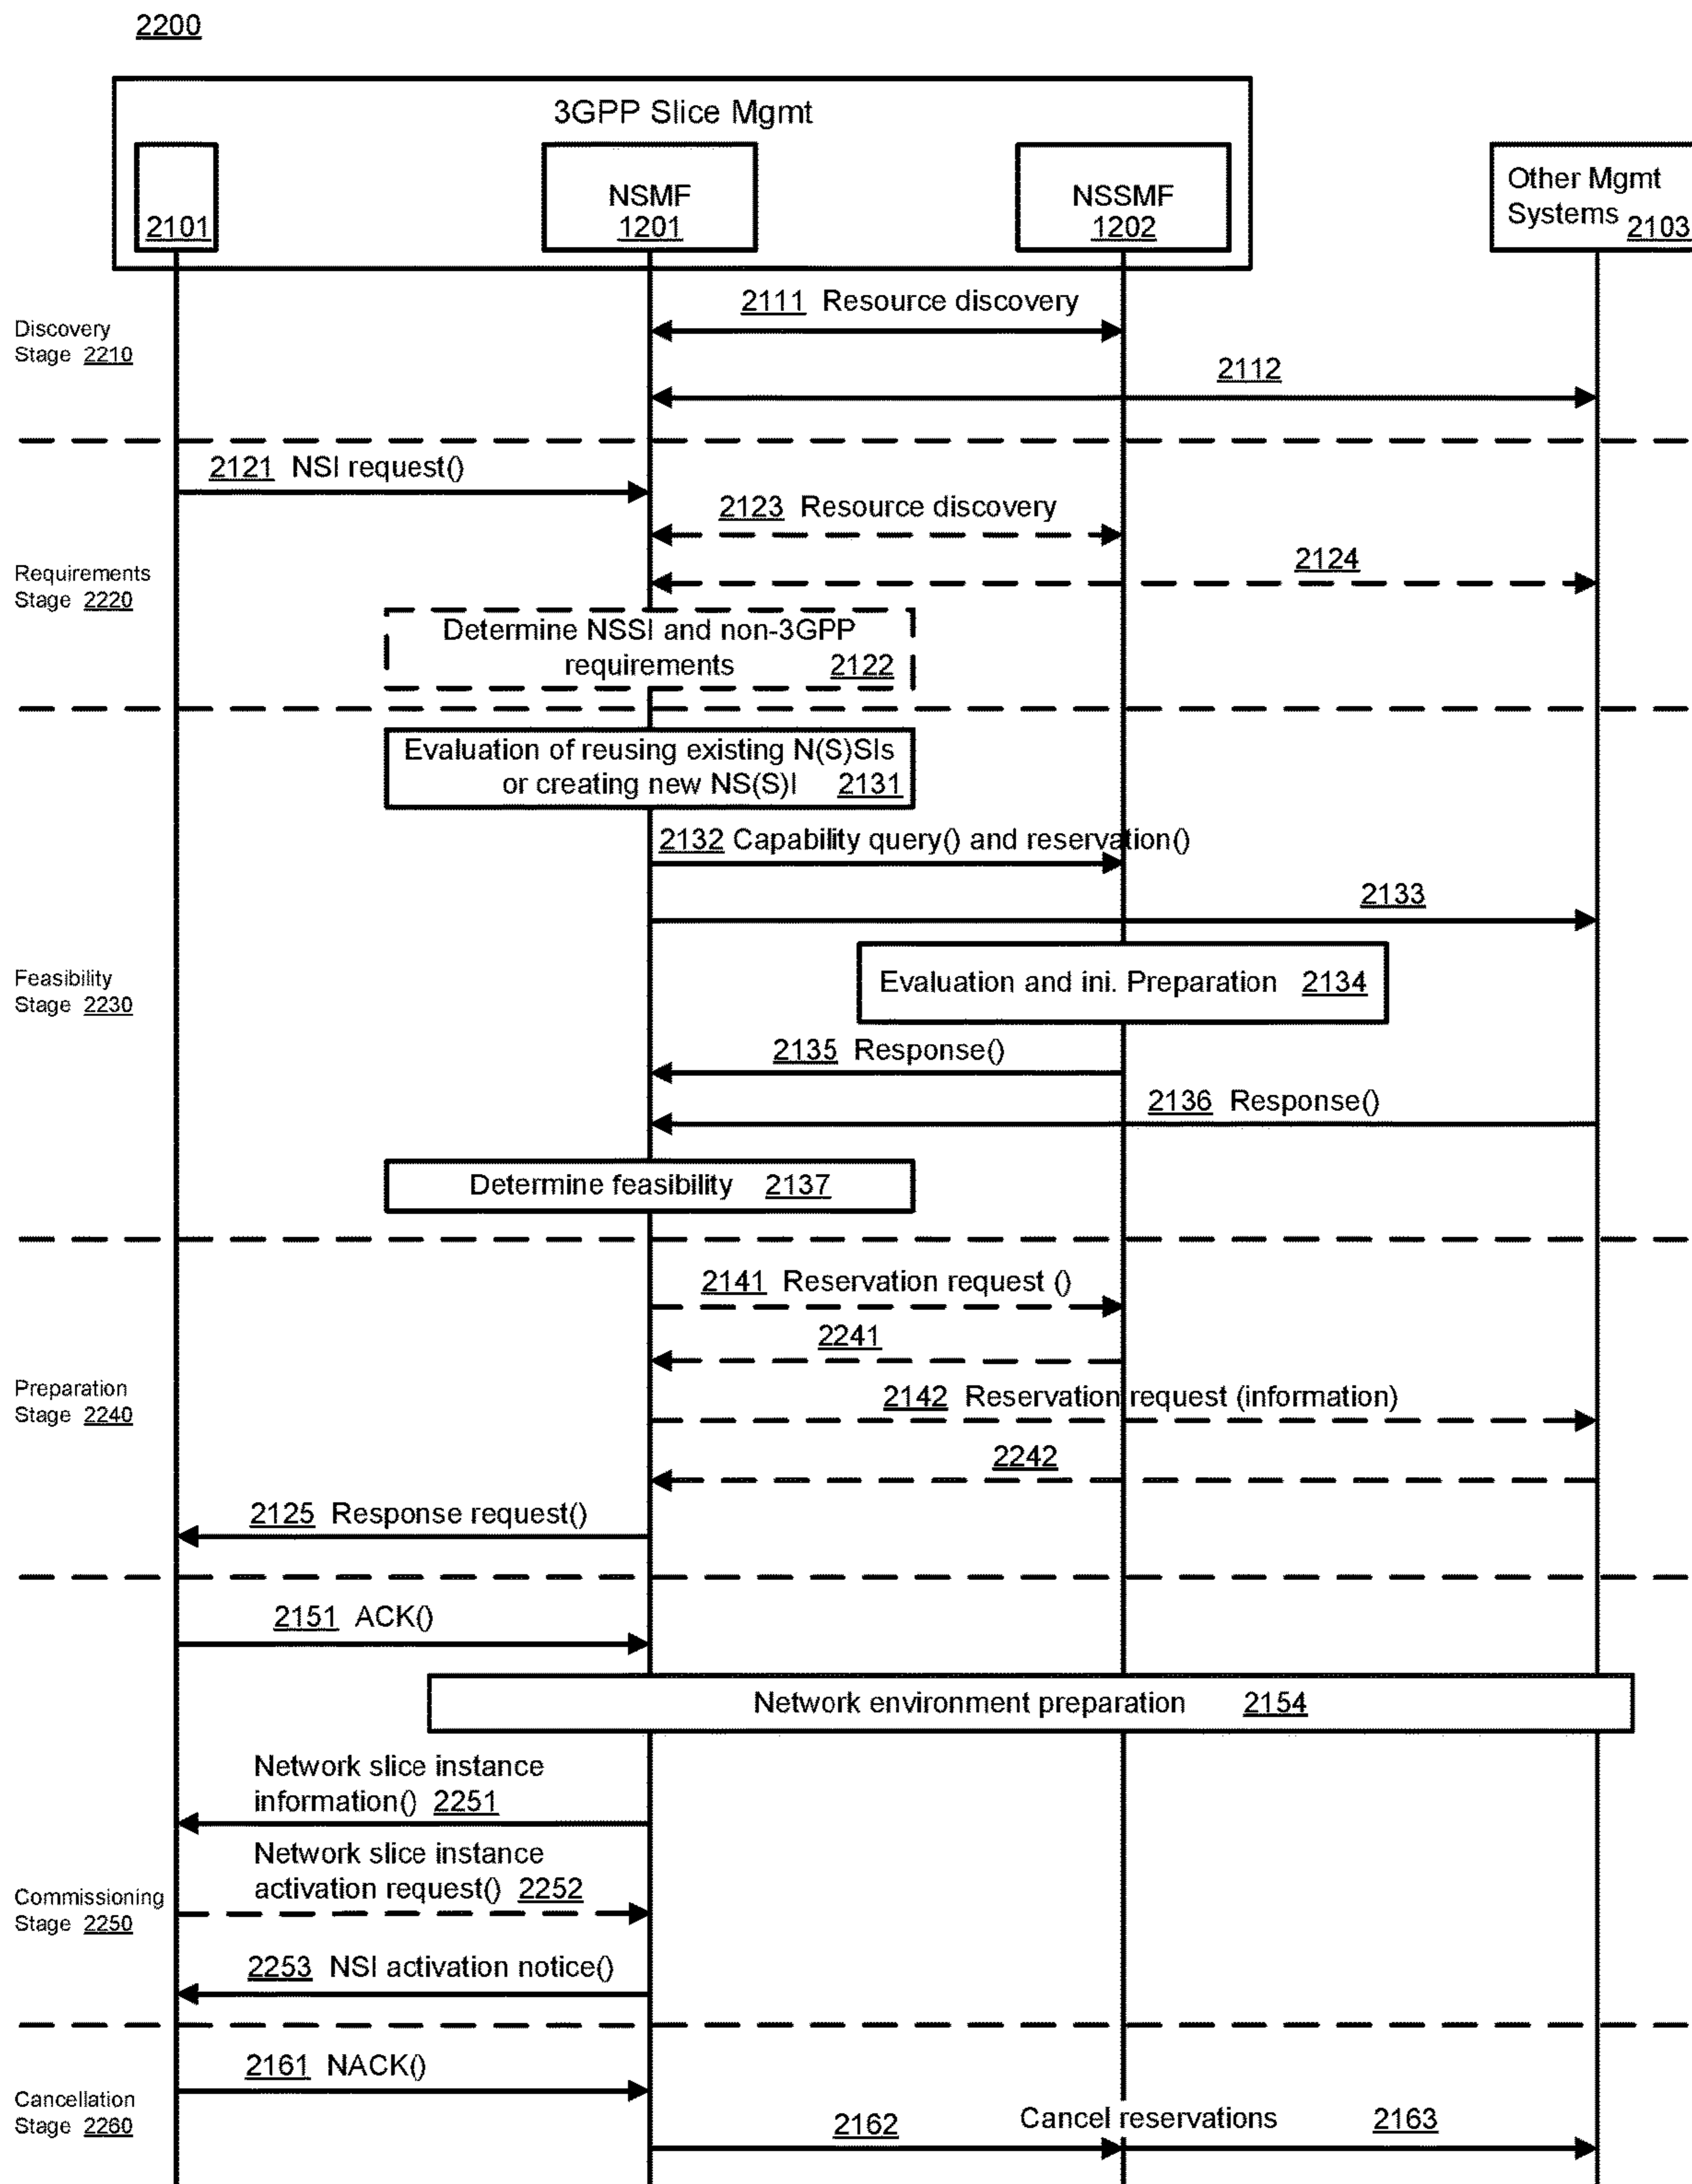 2200
3GPP Slice Mgmt
2101
NSMF
1201
NSSMF
1202
Other Mgmt
Systems 2103
2111 Resource discovery
Discovery
Stage 2210
2112
2121 NSI request()
2123 Resource discovery
2124
Requirements
Stage 2220
Determine NSSI and non-3GPP
requirements 2122
Evaluation of reusing existing N(S)SIs
or creating new NS(S)I 2131
2132 Capability query() and reservation()
2133
Feasibility
Stage 2230
Evaluation and ini. Preparation 2134
2135 Response()
2136 Response()
Determine feasibility 2137
2141 Reservation request ()
2241
Preparation
Stage 2240
2142 Reservation request (information)
2242
2125 Response request()
2151 ACK()
Network environment preparation 2154
Network slice instance
information() 2251
Network slice instance
activation request() 2252
Commissioning
Stage 2250
2253 NSI activation notice()
2161 NACK()
Cancellation
Stage 2260
2162 Cancel reservations 2163